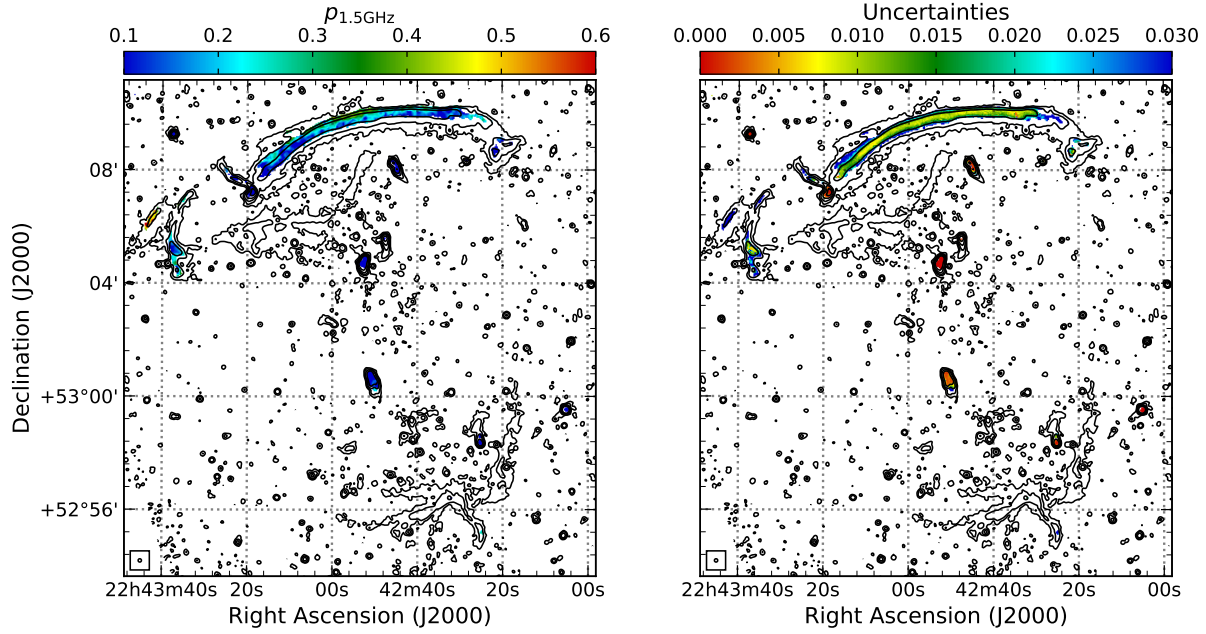 p1.5GHz
0.1 0.2 0.3 0.4 0.5 0.6
Uncertainties
0.000 0.005 0.010 0.015 0.020 0.025 0.030
Declination (J2000)
08'
04'
+53°00'
+52°56'
22h43m40s 20s 00s 42m40s 20s 00s
Right Ascension (J2000)
22h43m40s 20s 00s 42m40s 20s 00s
Right Ascension (J2000)